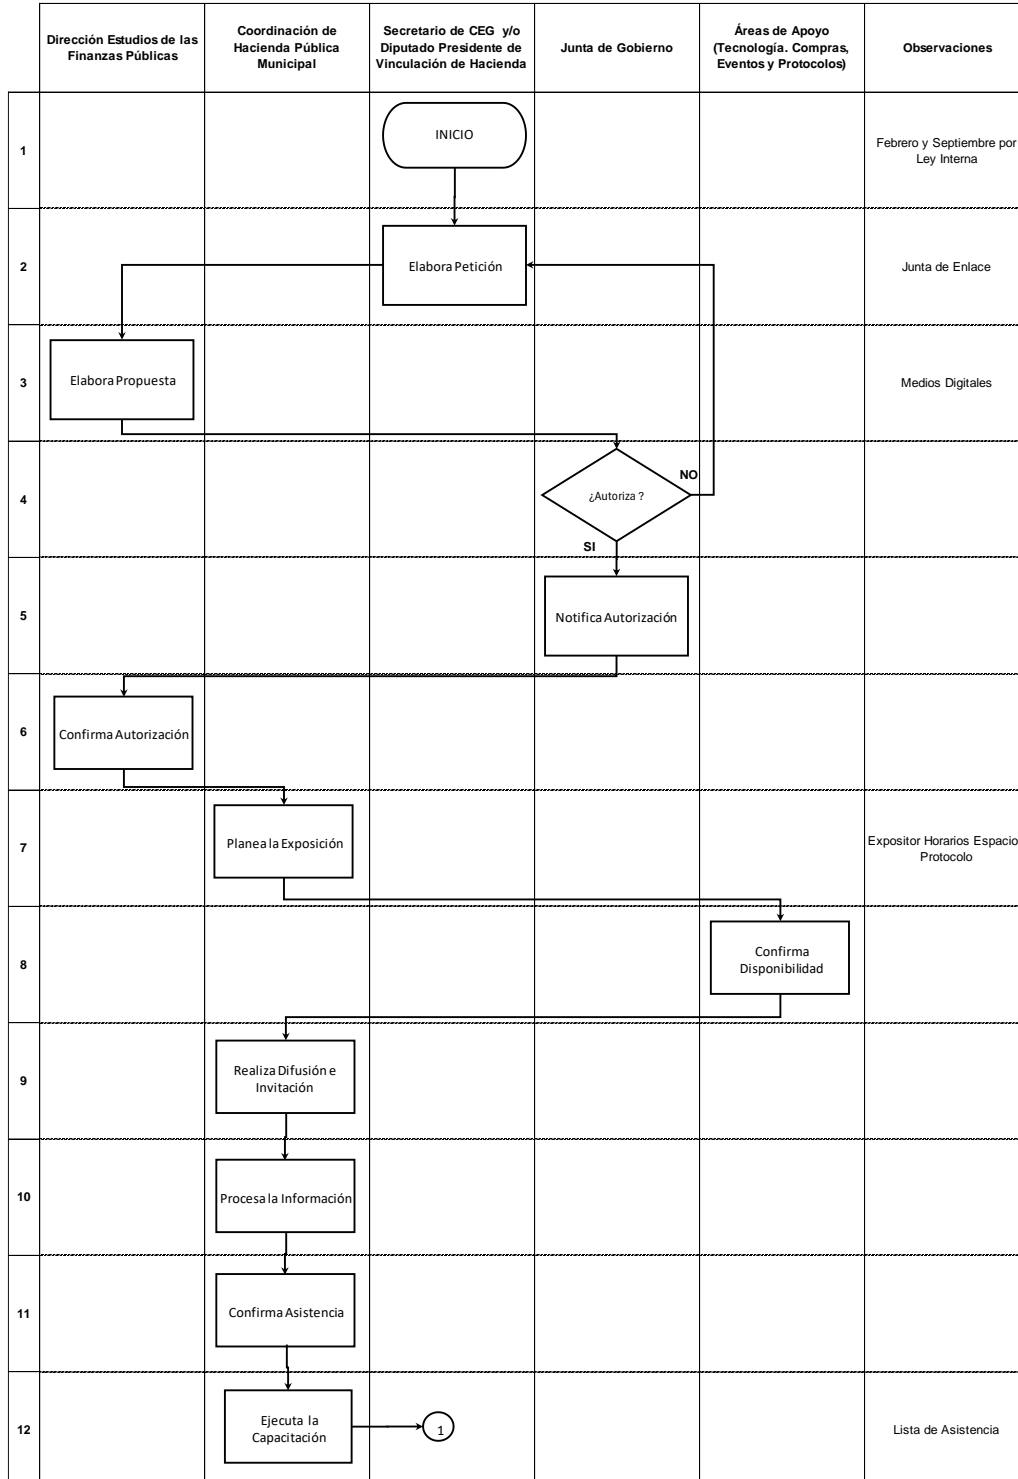 Dirección Estudios de las
Finanzas Públicas
Coordinación de
Hacienda Pública
Municipal
Secretario de CEG y/o
Diputado Presidente de
Vinculación de Hacienda
Junta de Gobierno
Áreas de Apoyo
(Tecnología. Compras,
Eventos y Protocolos)
Observaciones
1
INICIO
Febrero y Septiembre por
Ley Interna
2
Elabora Petición
Junta de Enlace
3
Elabora Propuesta
Medios Digitales
4
¿Autoriza ?
NO
SI
5
Notifica Autorización
6
Confirma Autorización
7
Planea la Exposición
Expositor Horarios Espacio
Protocolo
8
Confirma
Disponibilidad
9
Realiza Difusión e
Invitación
10
Procesa la Información
11
Confirma Asistencia
12
Ejecuta la
Capacitación
1
Lista de Asistencia